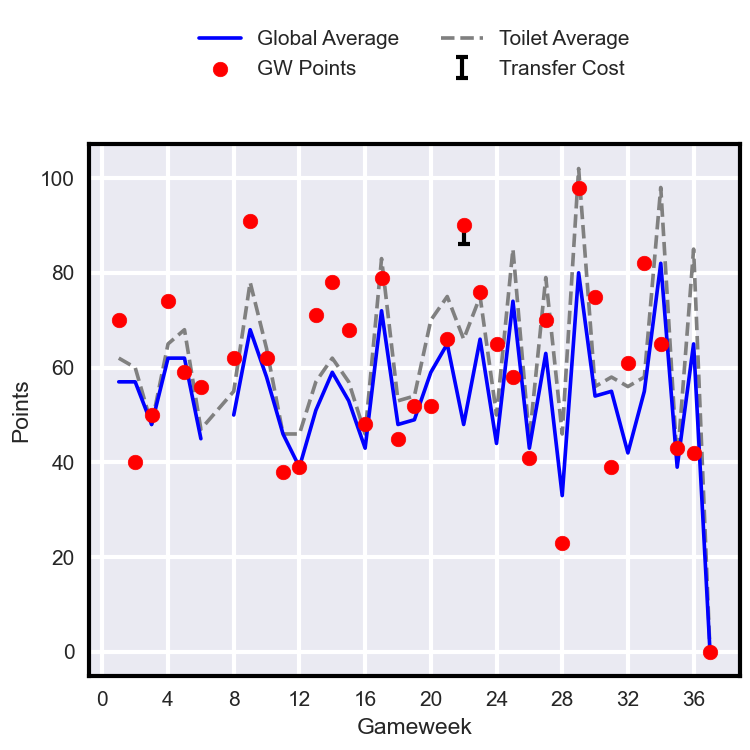 Global Average
Toilet Average
GW Points
Transfer Cost
100
80
60
40
20
0
Points
0 4 8 12 16 20 24 28 32 36
Gameweek